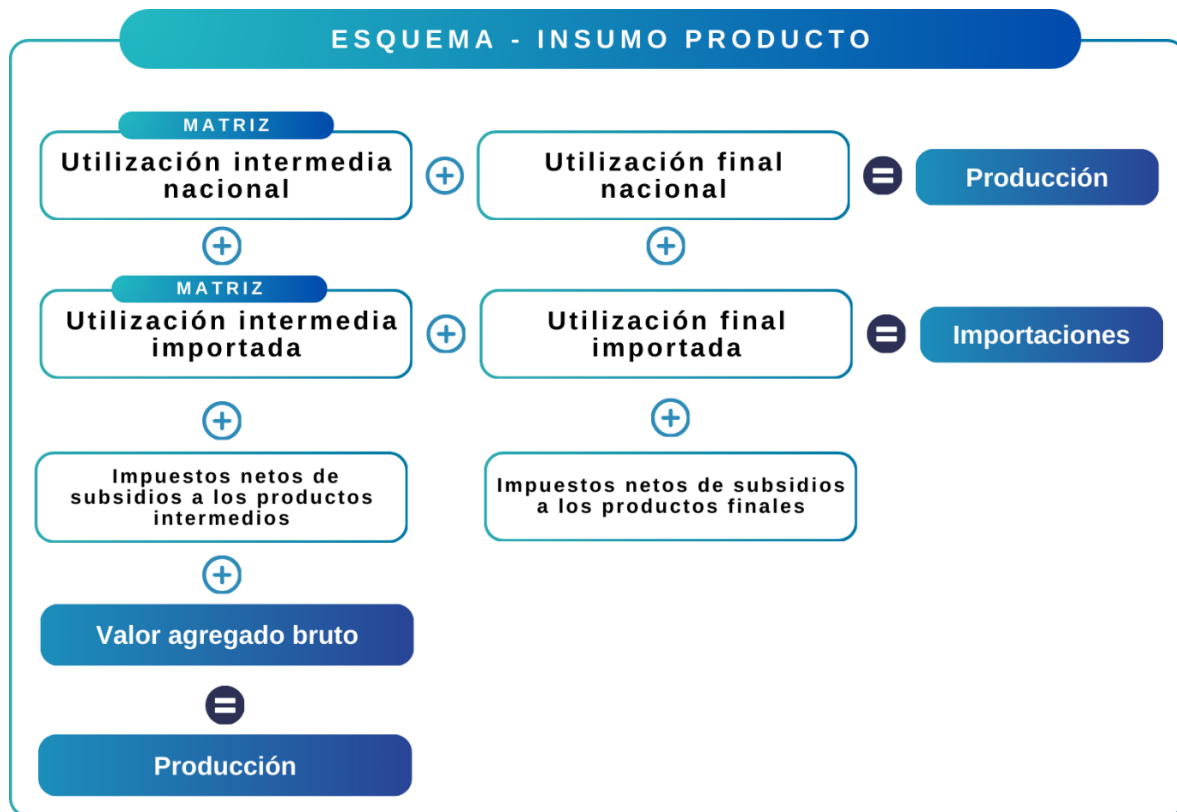 ESQUEMA - INSUMO PRODUCTO
MATRIZ
Utilización intermedia
nacional
Utilización final
nacional
Producción
MATRIZ
Utilización intermedia
importada
Utilización final
importada
Importaciones
Impuestos netos de
subsidios a los productos
intermedios
Impuestos netos de subsidios
a los productos finales
Valor agregado bruto
Producción